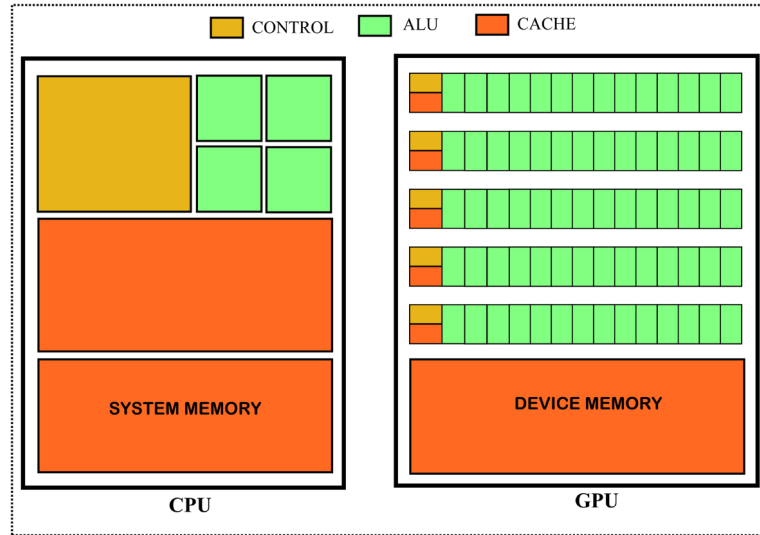 CONTROL ALU CACHE
SYSTEM MEMORY
DEVICE MEMORY
CPU
GPU